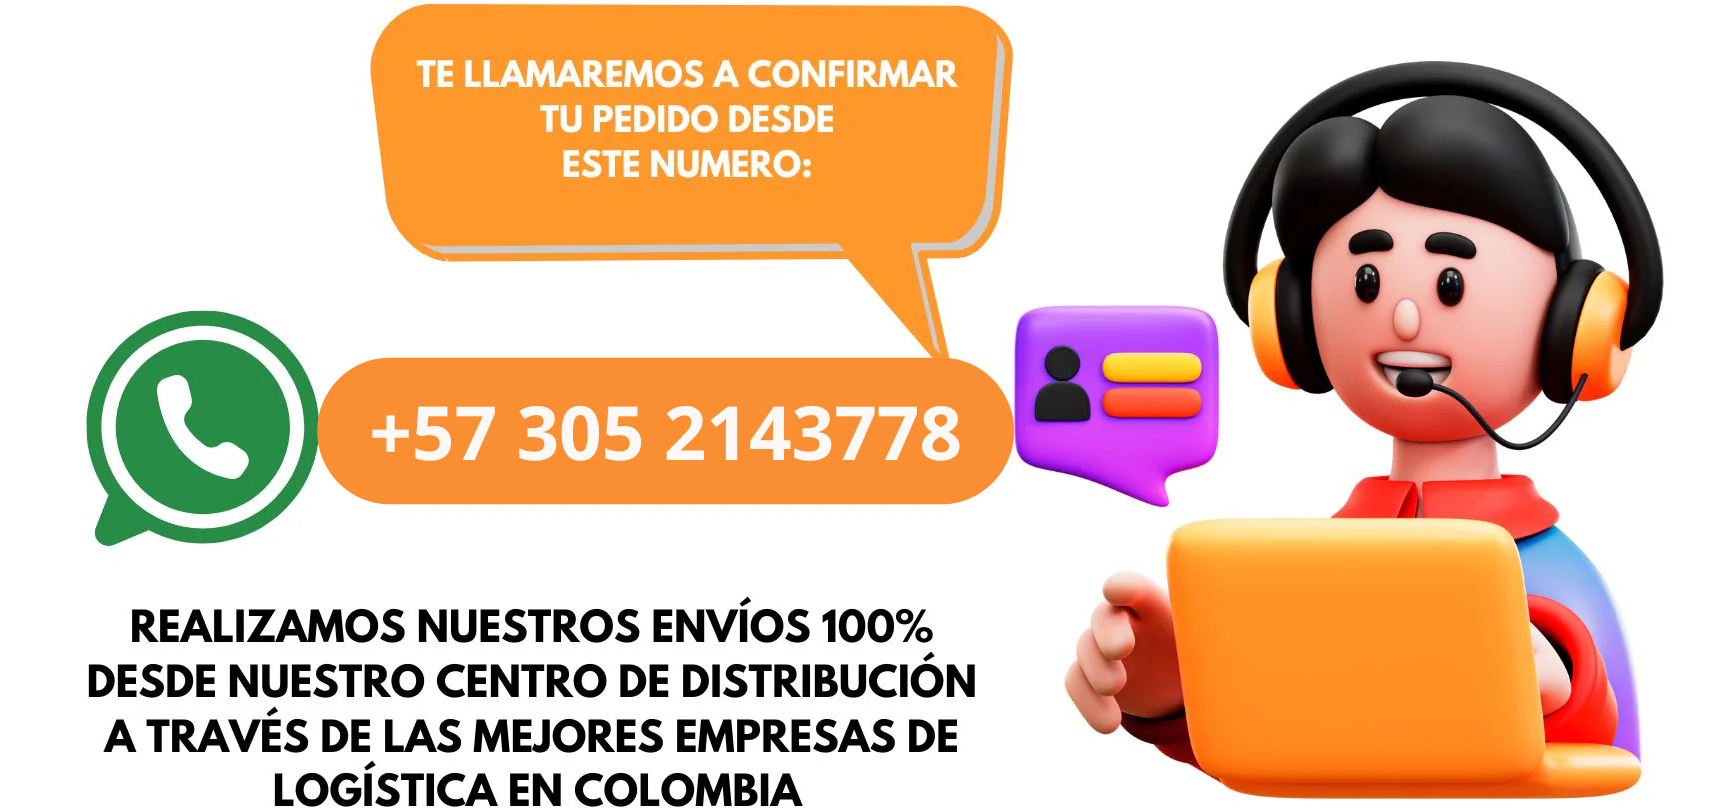 TE LLAMAREMOS A CONFIRMAR
TU PEDIDO DESDE
ESTE NUMERO:
+57 305 2143778
REALIZAMOS NUESTROS ENVÍOS 100%
DESDE NUESTRO CENTRO DE DISTRIBUCIÓN
A TRAVÉS DE LAS MEJORES EMPRESAS DE
LOGÍSTICA EN COLOMBIA